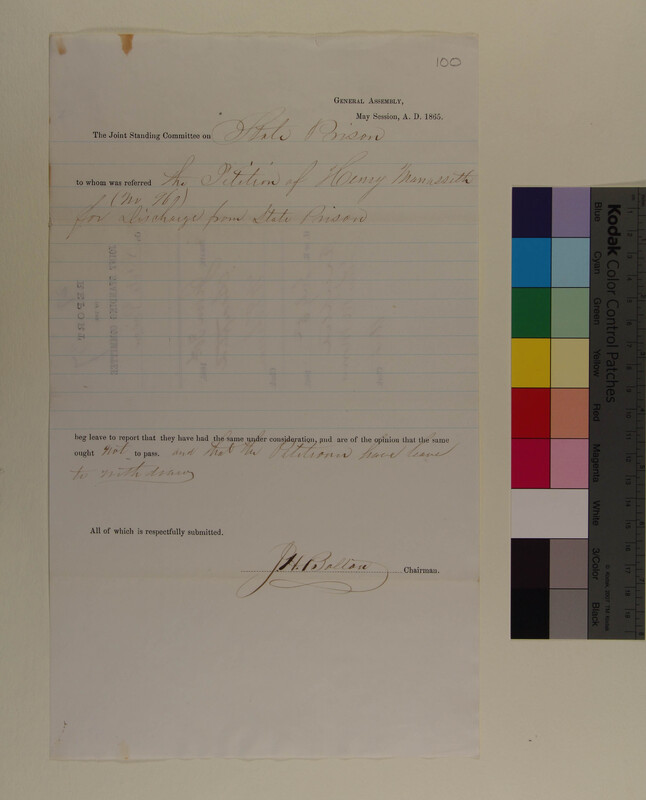 100
GENERAL ASSEMBLY,
May Session, A. D. 1865.
The Joint Standing Committee on State Prison
to whom was referred the Petition of Henry Manasseth
(No 76)
for Discharge from State Prison
REPORT
beg leave to report that they have had the same under consideration, and are of the opinion that the same
ought not to pass. and that the Petitioner have leave
to withdraw
All of which is respectfully submitted.
J. H. Bolton Chairman.
Kodak Color Control Patches
Blue
Cyan
Green
Yellow
Red
Magenta
White
3/Color
Black